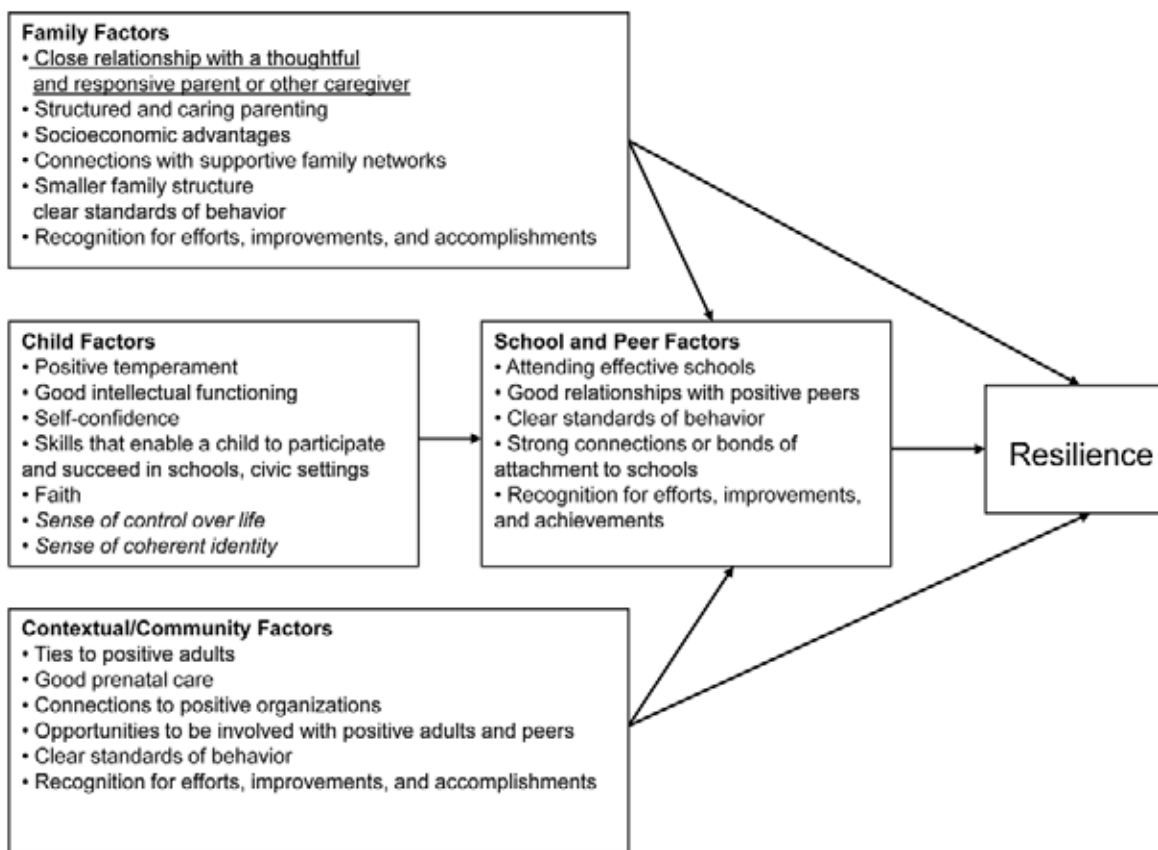 Family Factors
• Close relationship with a thoughtful
and responsive parent or other caregiver
• Structured and caring parenting
• Socioeconomic advantages
• Connections with supportive family networks
• Smaller family structure
clear standards of behavior
• Recognition for efforts, improvements, and accomplishments
Child Factors
• Positive temperament
• Good intellectual functioning
• Self-confidence
• Skills that enable a child to participate
and succeed in schools, civic settings
• Faith
• Sense of control over life
• Sense of coherent identity
School and Peer Factors
• Attending effective schools
• Good relationships with positive peers
• Clear standards of behavior
• Strong connections or bonds of
attachment to schools
• Recognition for efforts, improvements,
and achievements
Resilience
Contextual/Community Factors
• Ties to positive adults
• Good prenatal care
• Connections to positive organizations
• Opportunities to be involved with positive adults and peers
• Clear standards of behavior
• Recognition for efforts, improvements, and accomplishments